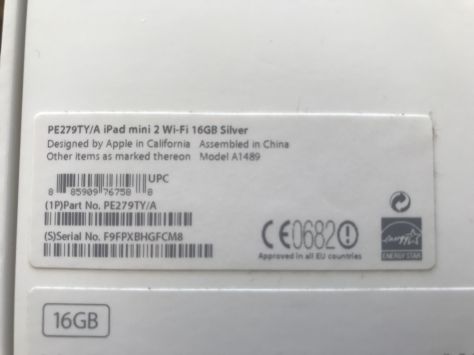 PE279TY/A iPad mini 2 Wi-Fi 16GB Silver
Designed by Apple in California Assembled in China
Other items as marked thereon Model A1489
UPC
8 85909 76758 8
(1P)Part No. PE279TY/A
(S)Serial No. F9FPXBHGFCM8
CE0682
Approved in all EU countries
energy
ENERGY STAR
16GB